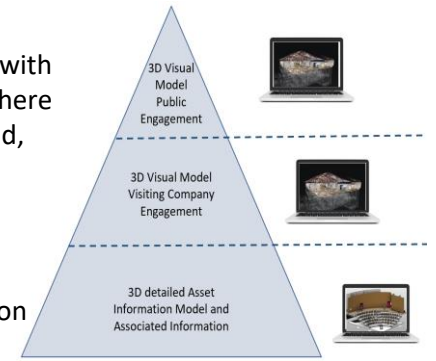 with
here
d,
on
3D Visual
Model
Public
Engagement
3D Visual Model
Visiting Company
Engagement
3D detailed Asset
Information Model and
Associated Information